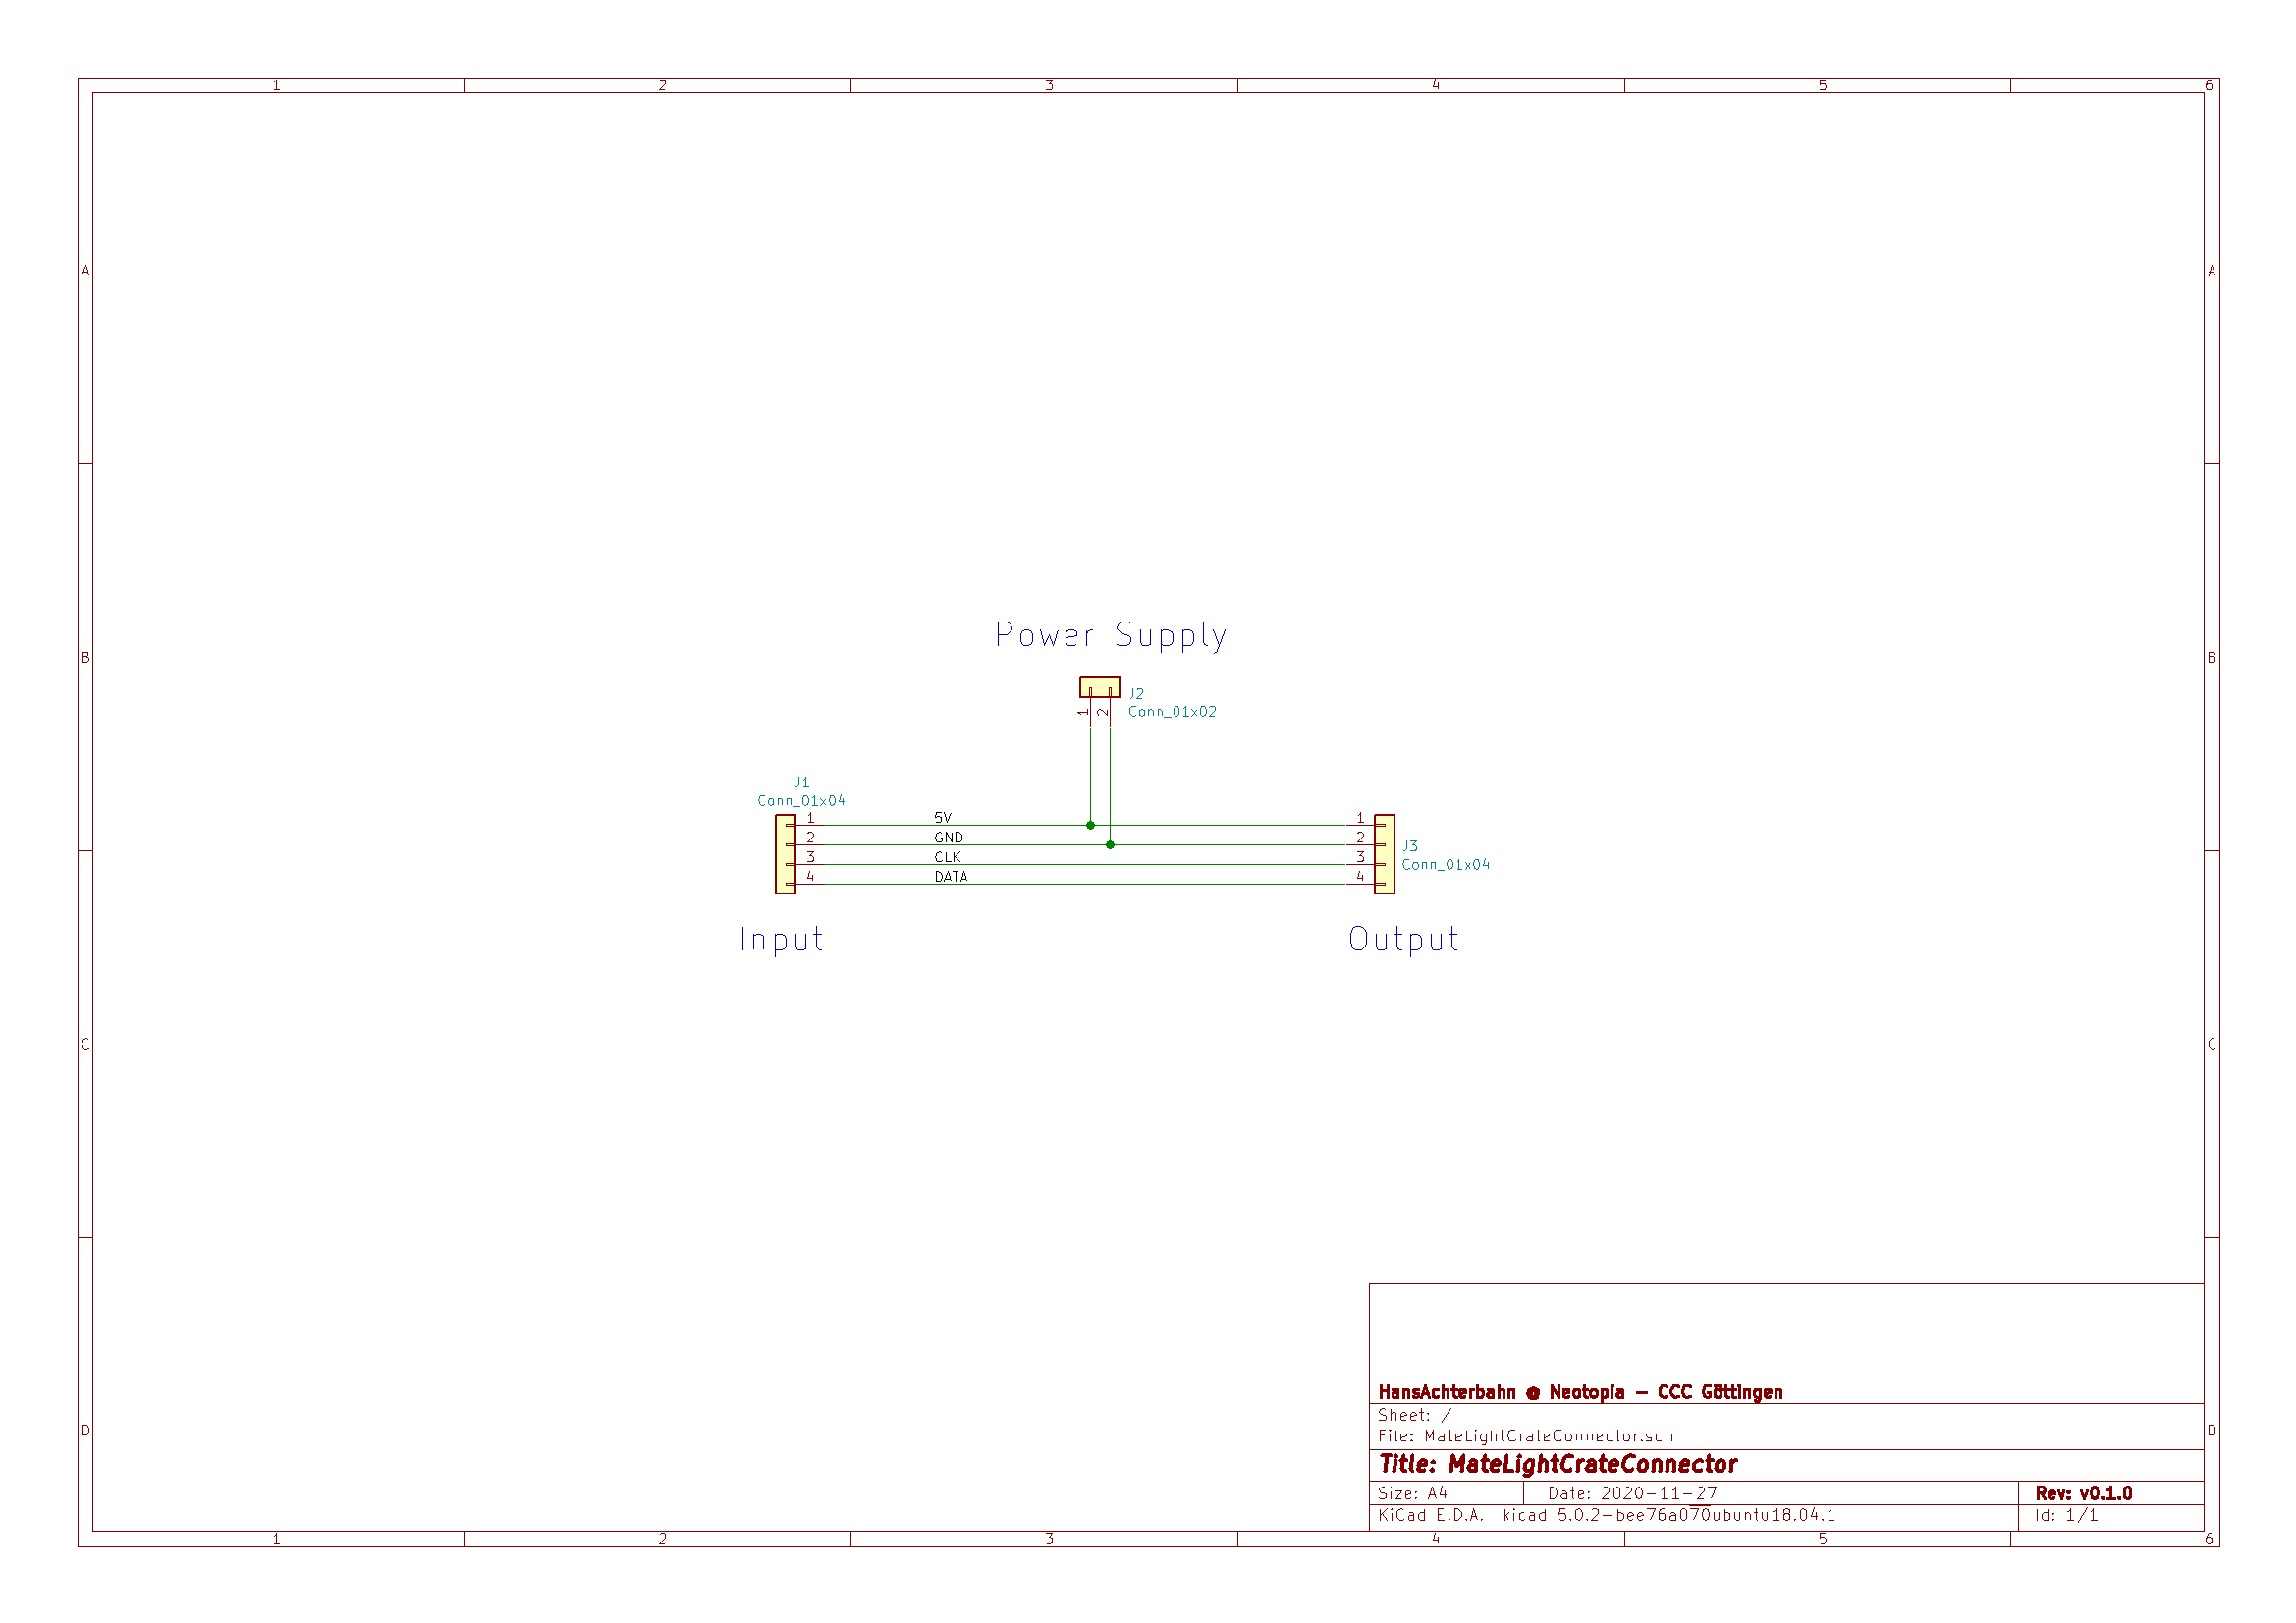 1 2 3 4 5 6
A A
Power Supply
B B
J2
Conn_01x02
1 2
J1
Conn_01x04
1 5V 1
2 GND 2
J3
3 CLK 3
Conn_01x04
4 DATA 4
Input Output
C C
HansAchterbahn @ Neotopia - CCC Göttingen
Sheet: /
D D
File: MateLightCrateConnector.sch
Title: MateLightCrateConnector
Size: A4 Date: 2020-11-27 Rev: v0.1.0
KiCad E.D.A. kicad 5.0.2-bee76a070ubuntu18.04.1 Id: 1/1
1 2 3 4 5 6